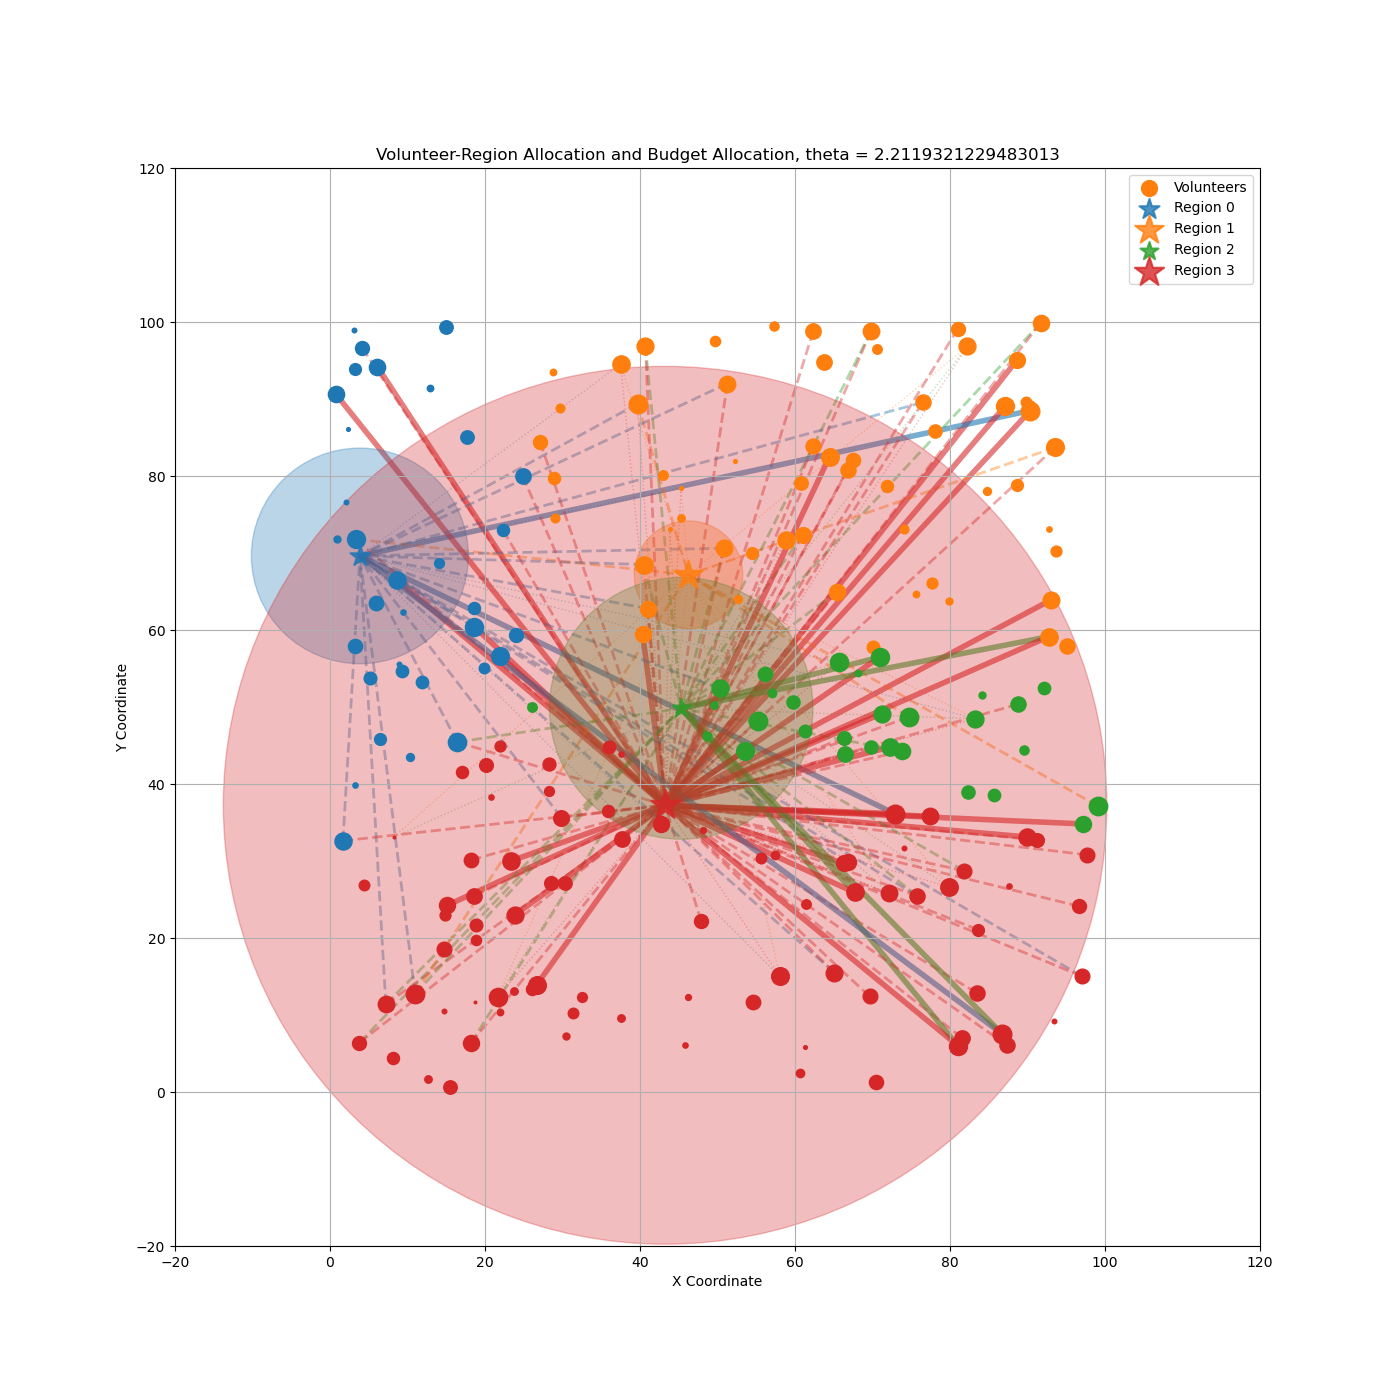 Volunteer-Region Allocation and Budget Allocation, theta = 2.2119321229483013
120
100
80
60
40
20
0
−20
−20
0
20
40
60
80
100
120
X Coordinate
Y Coordinate
Volunteers
Region 0
Region 1
Region 2
Region 3